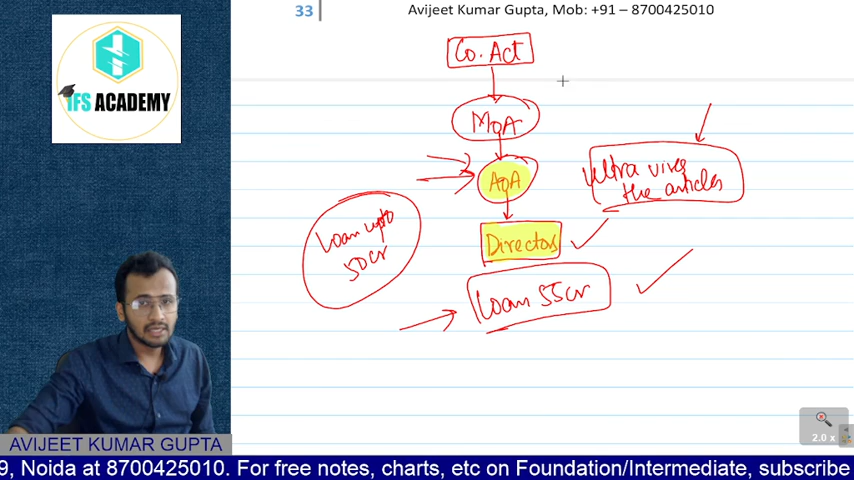 33
Avijeet Kumar Gupta, Mob: +91 – 8700425010
IFS ACADEMY
Co. Act
MOA
AOA
Ultra vires
the articles
Loan upto
50cr
Directors
Loan 55cr
2.0 x
AVIJEET KUMAR GUPTA
9, Noida at 8700425010. For free notes, charts, etc on Foundation/Intermediate, subscribe